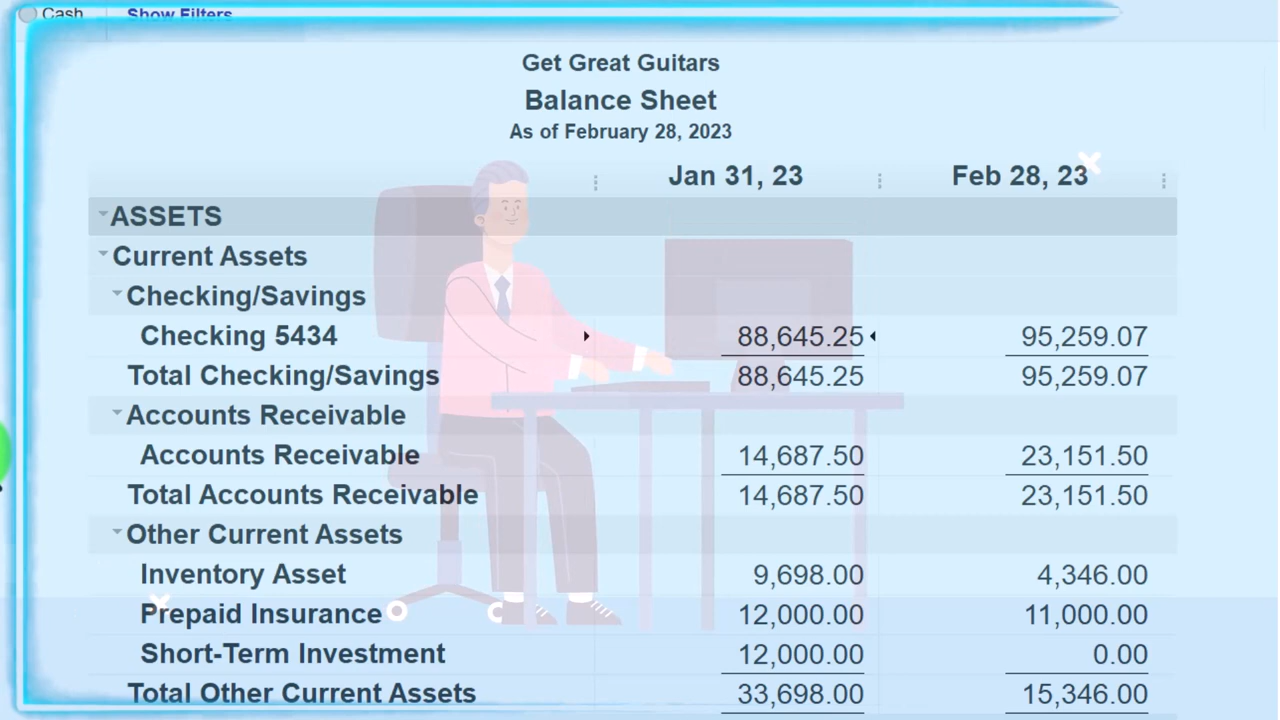 Cash Show Filters
Get Great Guitars
Balance Sheet
As of February 28, 2023
Jan 31, 23 Feb 28, 23
ASSETS
Current Assets
Checking/Savings
Checking 5434 88,645.25 95,259.07
Total Checking/Savings 88,645.25 95,259.07
Accounts Receivable
Accounts Receivable 14,687.50 23,151.50
Total Accounts Receivable 14,687.50 23,151.50
Other Current Assets
Inventory Asset 9,698.00 4,346.00
Prepaid Insurance 12,000.00 11,000.00
Short-Term Investment 12,000.00 0.00
Total Other Current Assets 33,698.00 15,346.00